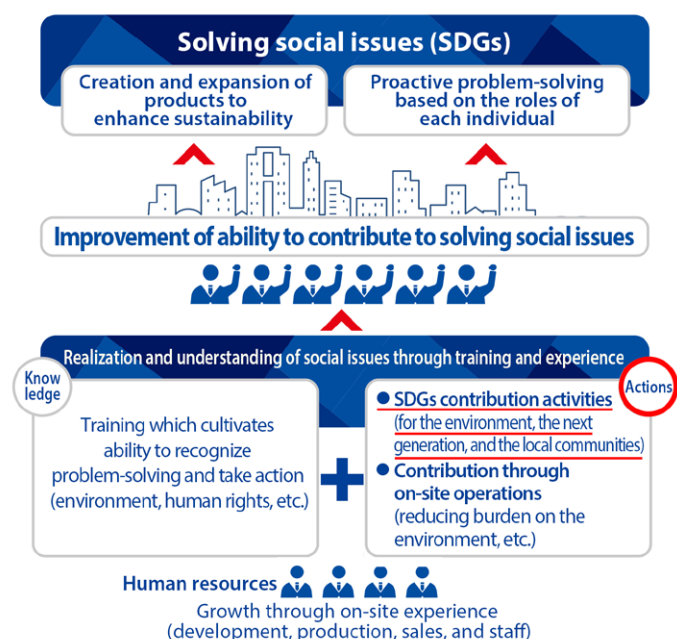 Solving social issues (SDGs)
Creation and expansion of
products to
enhance sustainability
Proactive problem-solving
based on the roles of
each individual
Improvement of ability to contribute to solving social issues
Realization and understanding of social issues through training and experience
Know
ledge
Training which cultivates
ability to recognize
problem-solving and take action
(environment, human rights, etc.)
Actions
● SDGs contribution activities
(for the environment, the next
generation, and the local communities)
● Contribution through
on-site operations
(reducing burden on the
environment, etc.)
Human resources
Growth through on-site experience
(development, production, sales, and staff)